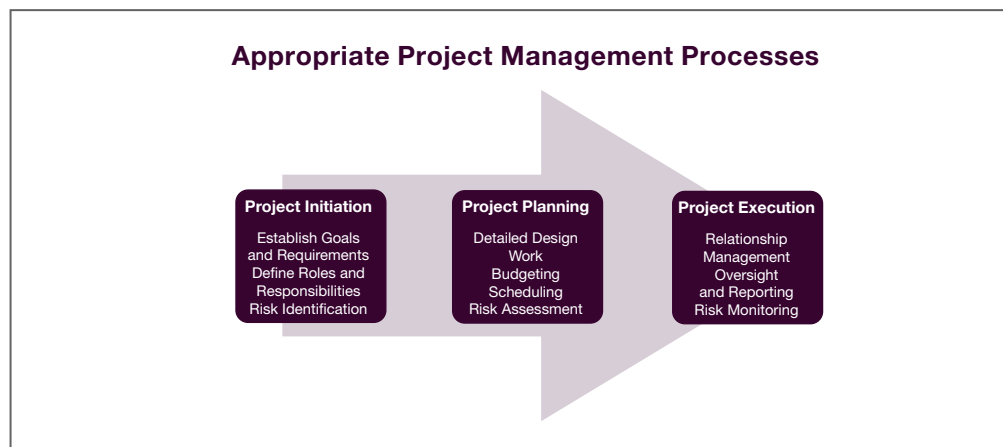 Appropriate Project Management Processes
Project Initiation
Establish Goals
and Requirements
Define Roles and
Responsibilities
Risk Identification
Project Planning
Detailed Design
Work
Budgeting
Scheduling
Risk Assessment
Project Execution
Relationship
Management
Oversight
and Reporting
Risk Monitoring